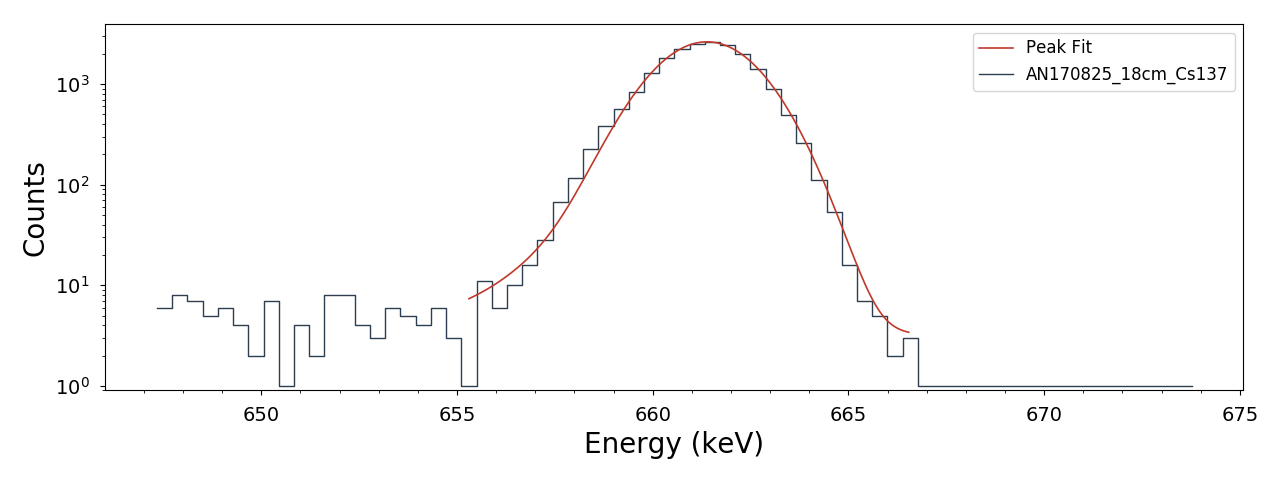 Peak Fit
AN170825_18cm_Cs137
Counts
10³
10²
10¹
10⁰
650 655 660 665 670 675
Energy (keV)